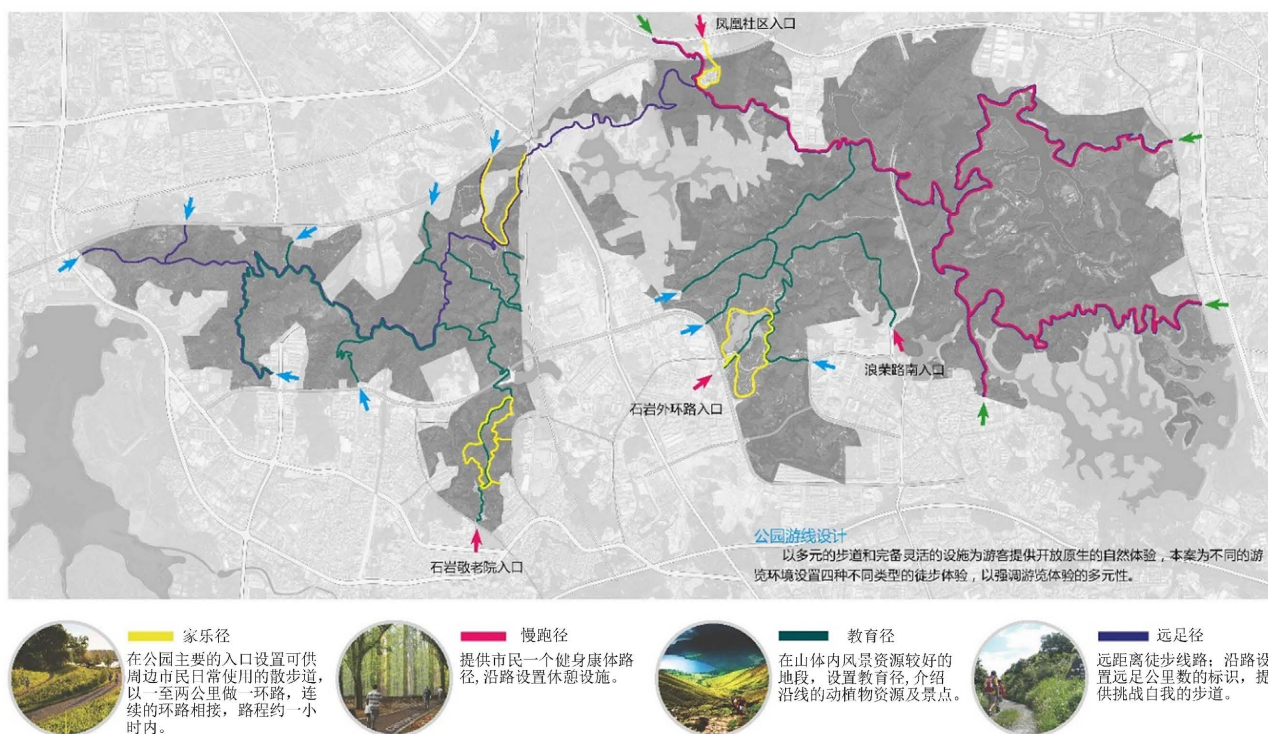 凤凰社区入口
浪荣路南入口
石岩外环路入口
石岩敬老院入口
公园游线设计
以多元的步道和完备灵活的设施为游客提供开放原生的自然体验，本案为不同的游
览环境设置四种不同类型的徒步体验，以强调游览体验的多元性。
家乐径
在公园主要的入口设置可供
周边市民日常使用的散步道，
以一至两公里做一环路，连
续的环路相接，路程约一小
时内。
慢跑径
提供市民一个健身康体路
径，沿路设置休憩设施。
教育径
在山体内风景资源较好的
地段，设置教育径，介绍
沿线的动植物资源及景点。
远足径
远距离徒步线路；沿路设
置远足公里数的标识，提
供挑战自我的步道。